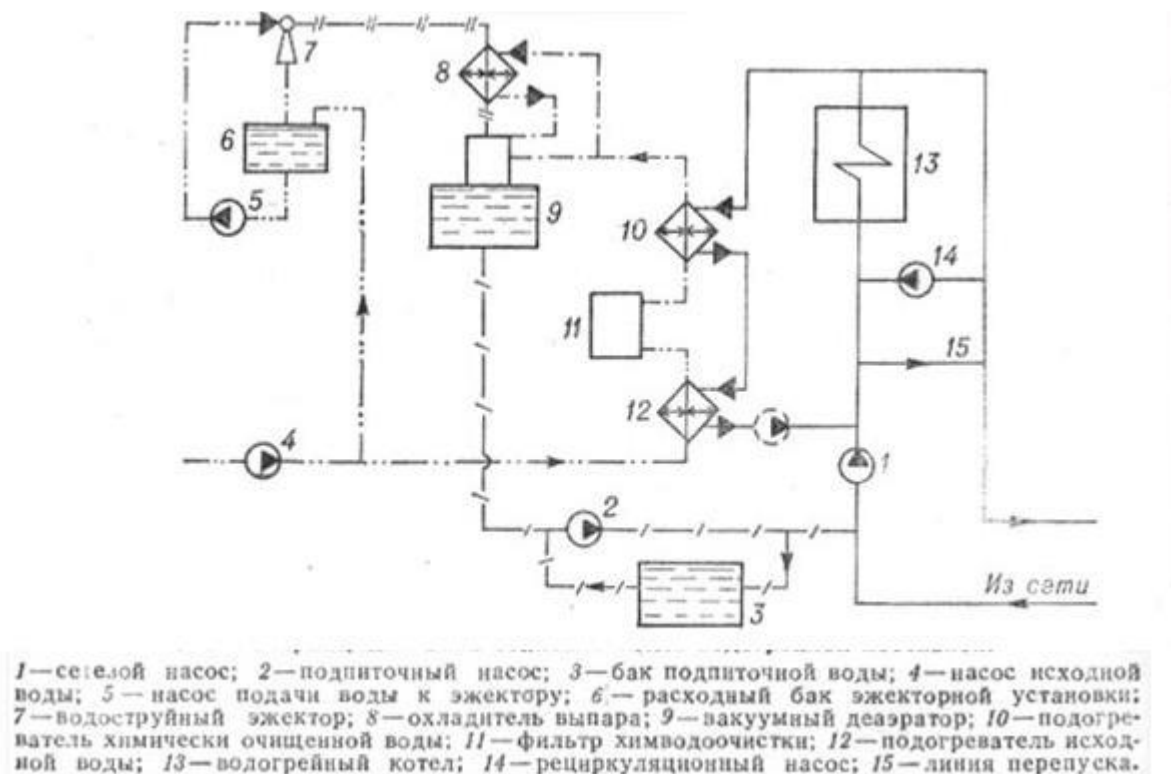 7
8
6
13
5
9
10
14
11
15
12
4
1
2
Из сети
3
1—сетевой насос; 2—подпиточный насос; 3—бак подпиточной воды; 4—насос исходной
воды; 5 — насос подачи воды к эжектору; 6 — расходный бак эжекторной установки;
7—водоструйный эжектор; 8—охладитель выпара; 9—вакуумный деаэратор; 10—подогре-
ватель химически очищенной воды; 11—фильтр химводоочистки; 12—подогреватель исход-
ной воды; 13—вологрейный котел; 14—рециркуляционный насос; 15—линия перепуска.